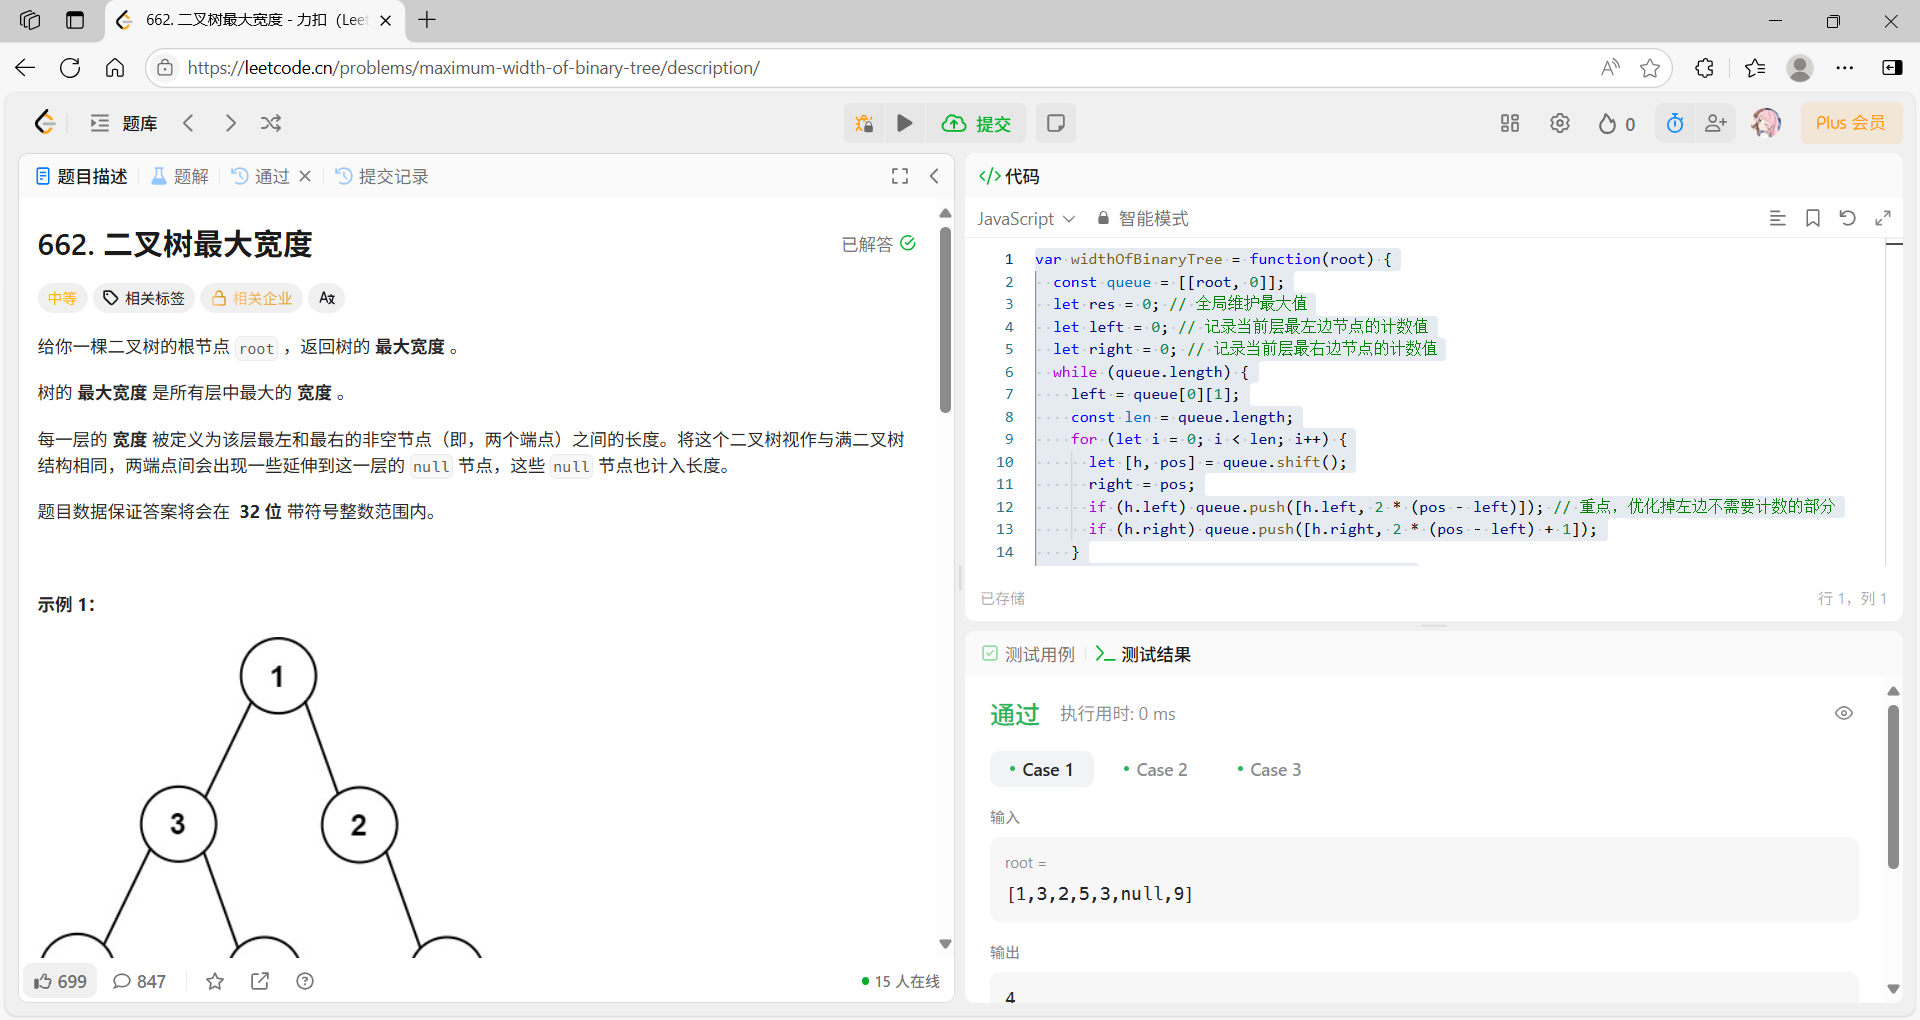 662. 二叉树最大宽度 - 力扣（Leet
https://leetcode.cn/problems/maximum-width-of-binary-tree/description/
题库
提交
0
Plus 会员
题目描述
题解
通过
提交记录
662. 二叉树最大宽度
已解答
中等
相关标签
相关企业
给你一棵二叉树的根节点 root ，返回树的 最大宽度 。
树的 最大宽度 是所有层中最大的 宽度 。
每一层的 宽度 被定义为该层最左和最右的非空节点（即，两个端点）之间的长度。将这个二叉树视作与满二叉树
结构相同，两端点间会出现一些延伸到这一层的 null 节点，这些 null 节点也计入长度。
题目数据保证答案将会在 32 位 带符号整数范围内。
示例 1：
1
3
2
699
847
15 人在线
</>代码
JavaScript
智能模式
1 var widthOfBinaryTree = function(root) {
2 const queue = [[root, 0]];
3 let res = 0; // 全局维护最大值
4 let left = 0; // 记录当前层最左边节点的计数值
5 let right = 0; // 记录当前层最右边节点的计数值
6 while (queue.length) {
7 left = queue[0][1];
8 const len = queue.length;
9 for (let i = 0; i < len; i++) {
10 let [h, pos] = queue.shift();
11 right = pos;
12 if (h.left) queue.push([h.left, 2 * (pos - left)]); // 重点，优化掉左边不需要计数的部分
13 if (h.right) queue.push([h.right, 2 * (pos - left) + 1]);
14 }
已存储
行 1，列 1
测试用例
测试结果
通过
执行用时: 0 ms
Case 1
Case 2
Case 3
输入
root =
[1,3,2,5,3,null,9]
输出
4